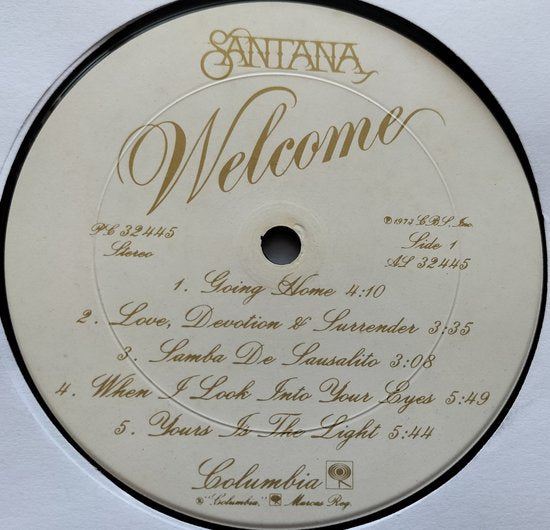 SANTANA
Welcome
PC 32445
Stereo
℗ 1973 C.B.S., Inc.
Side 1
AL 32445
1. Going Home 4:10
2. Love, Devotion & Surrender 3:35
3. Samba De Sausalito 3:08
4. When I Look Into Your Eyes 5:49
5. Yours Is The Light 5:44
Columbia
® "Columbia," Marcas Reg.